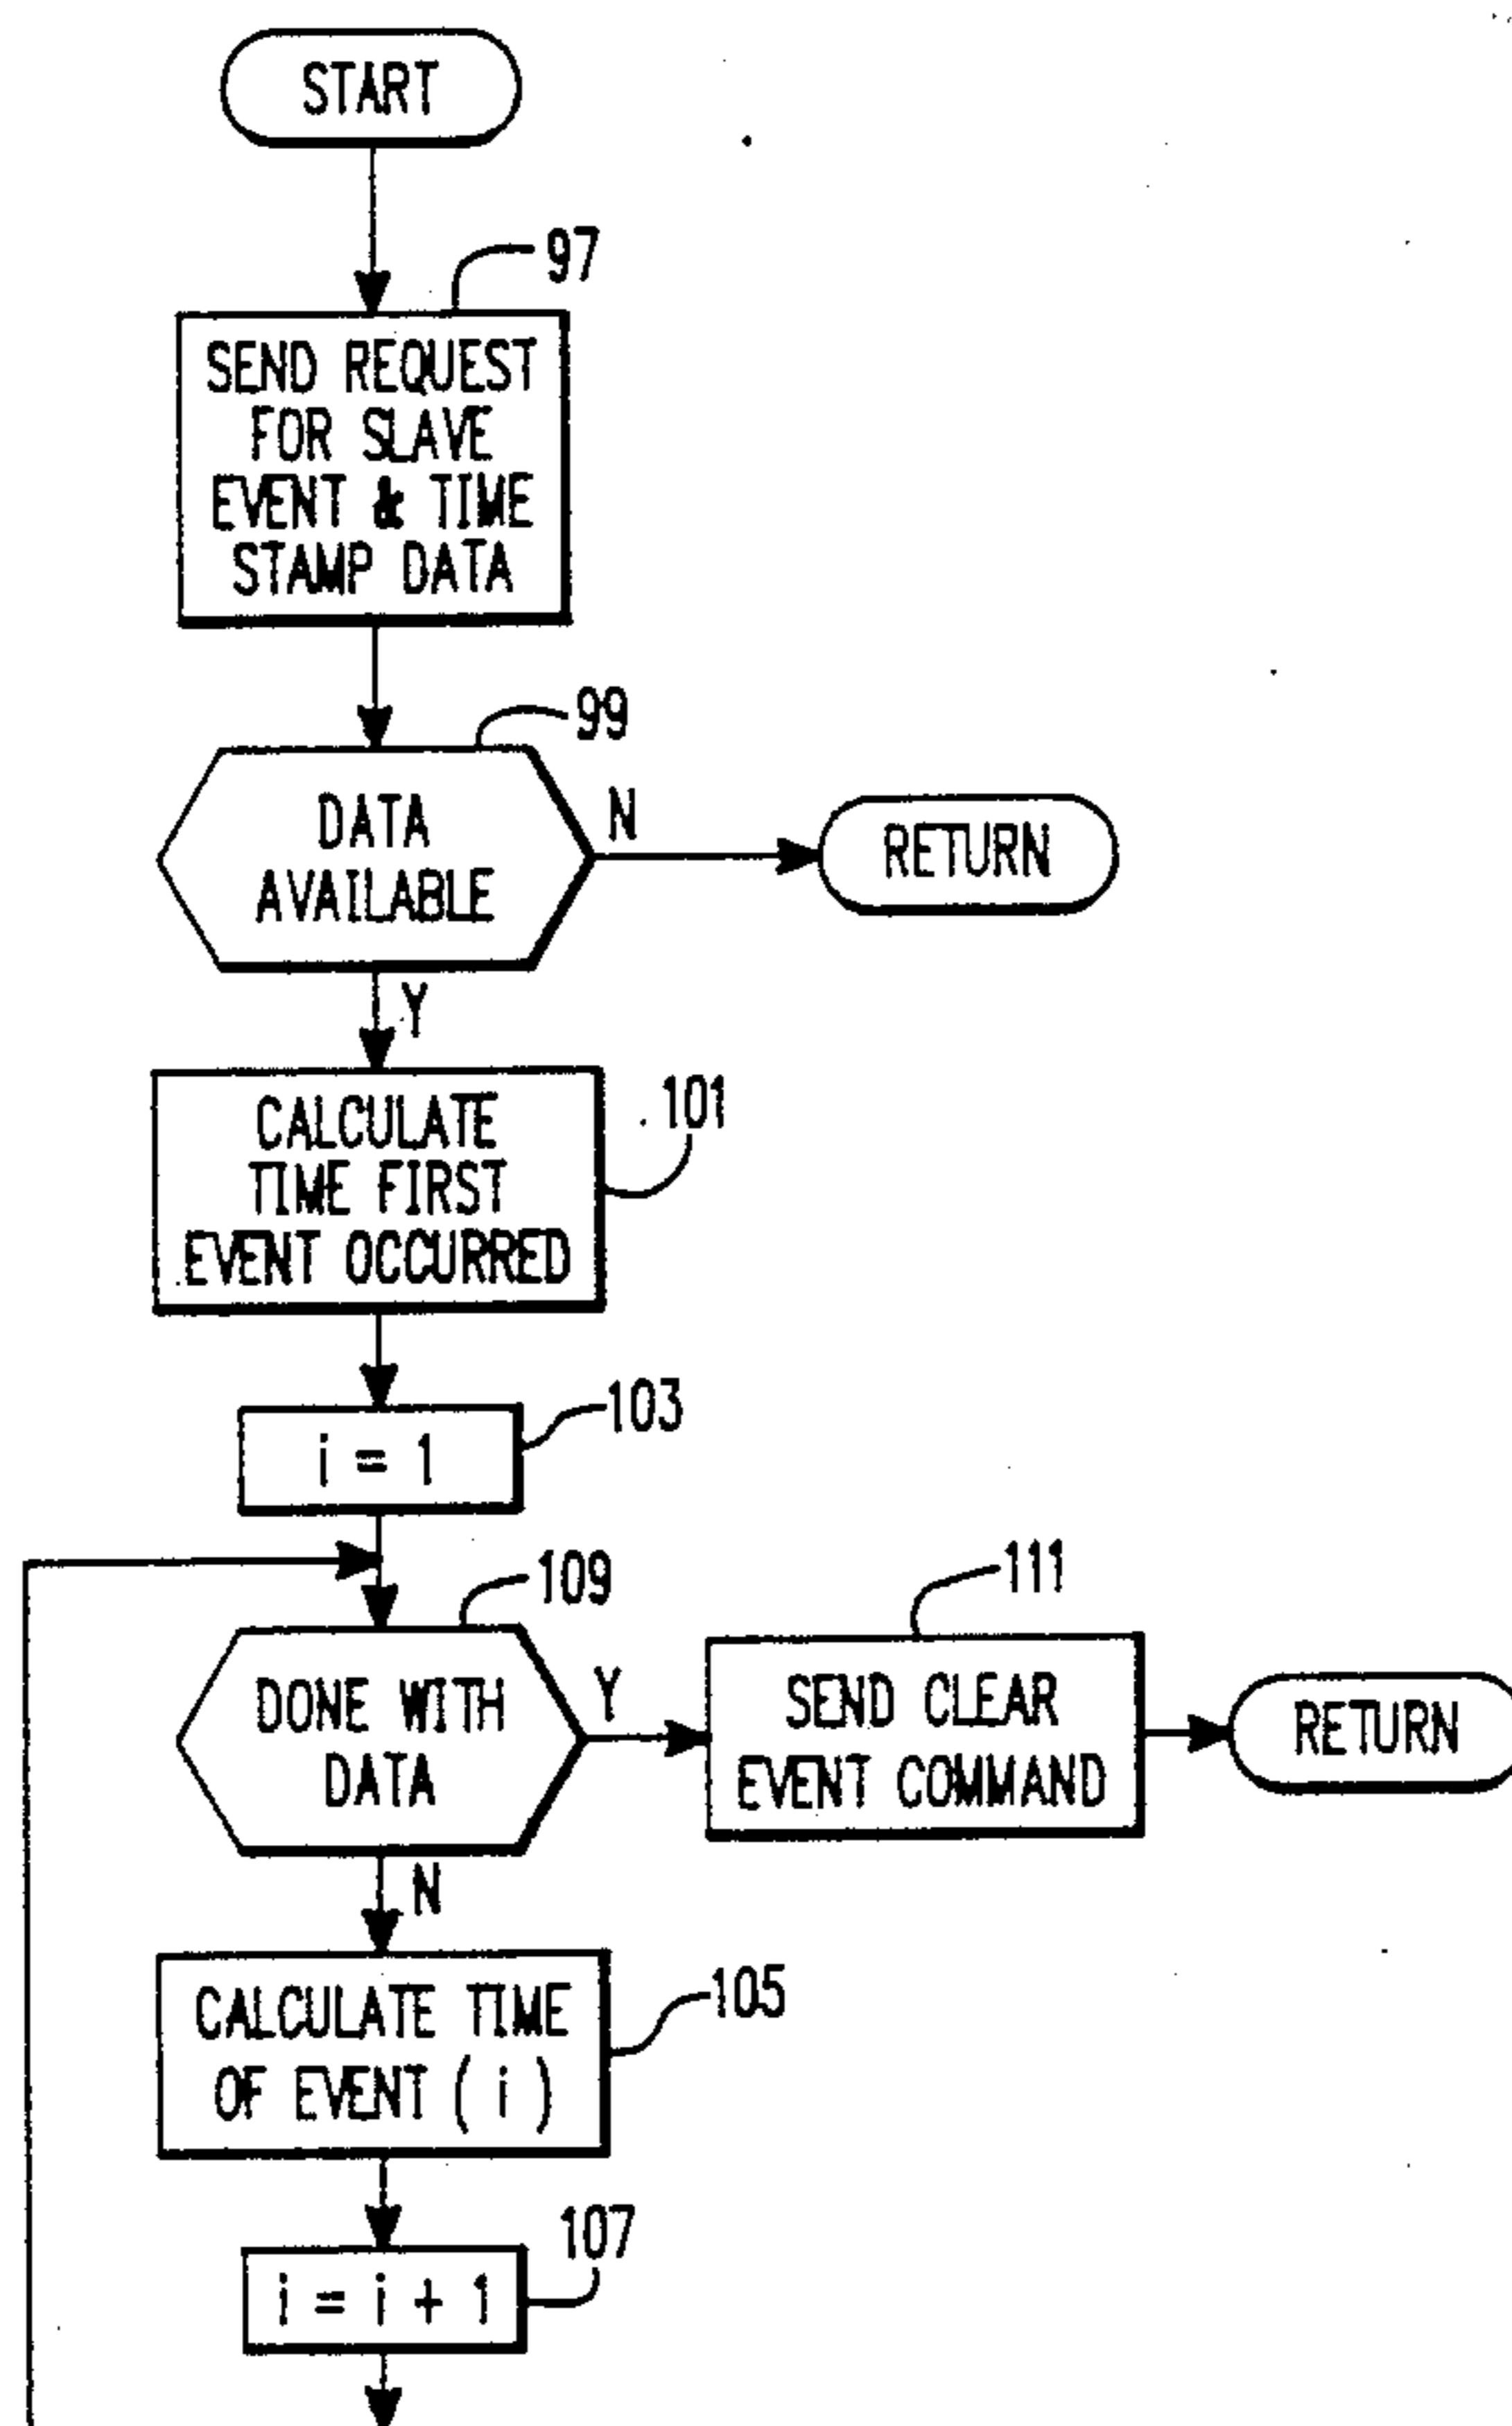 START
97
SEND REQUEST
FOR SLAVE
EVENT & TIME
STAMP DATA
99
DATA
AVAILABLE
N
RETURN
Y
101
CALCULATE
TIME FIRST
EVENT OCCURRED
103
i = 1
109
DONE WITH
DATA
Y
111
SEND CLEAR
EVENT COMMAND
RETURN
N
105
CALCULATE TIME
OF EVENT ( i )
107
i = i + 1